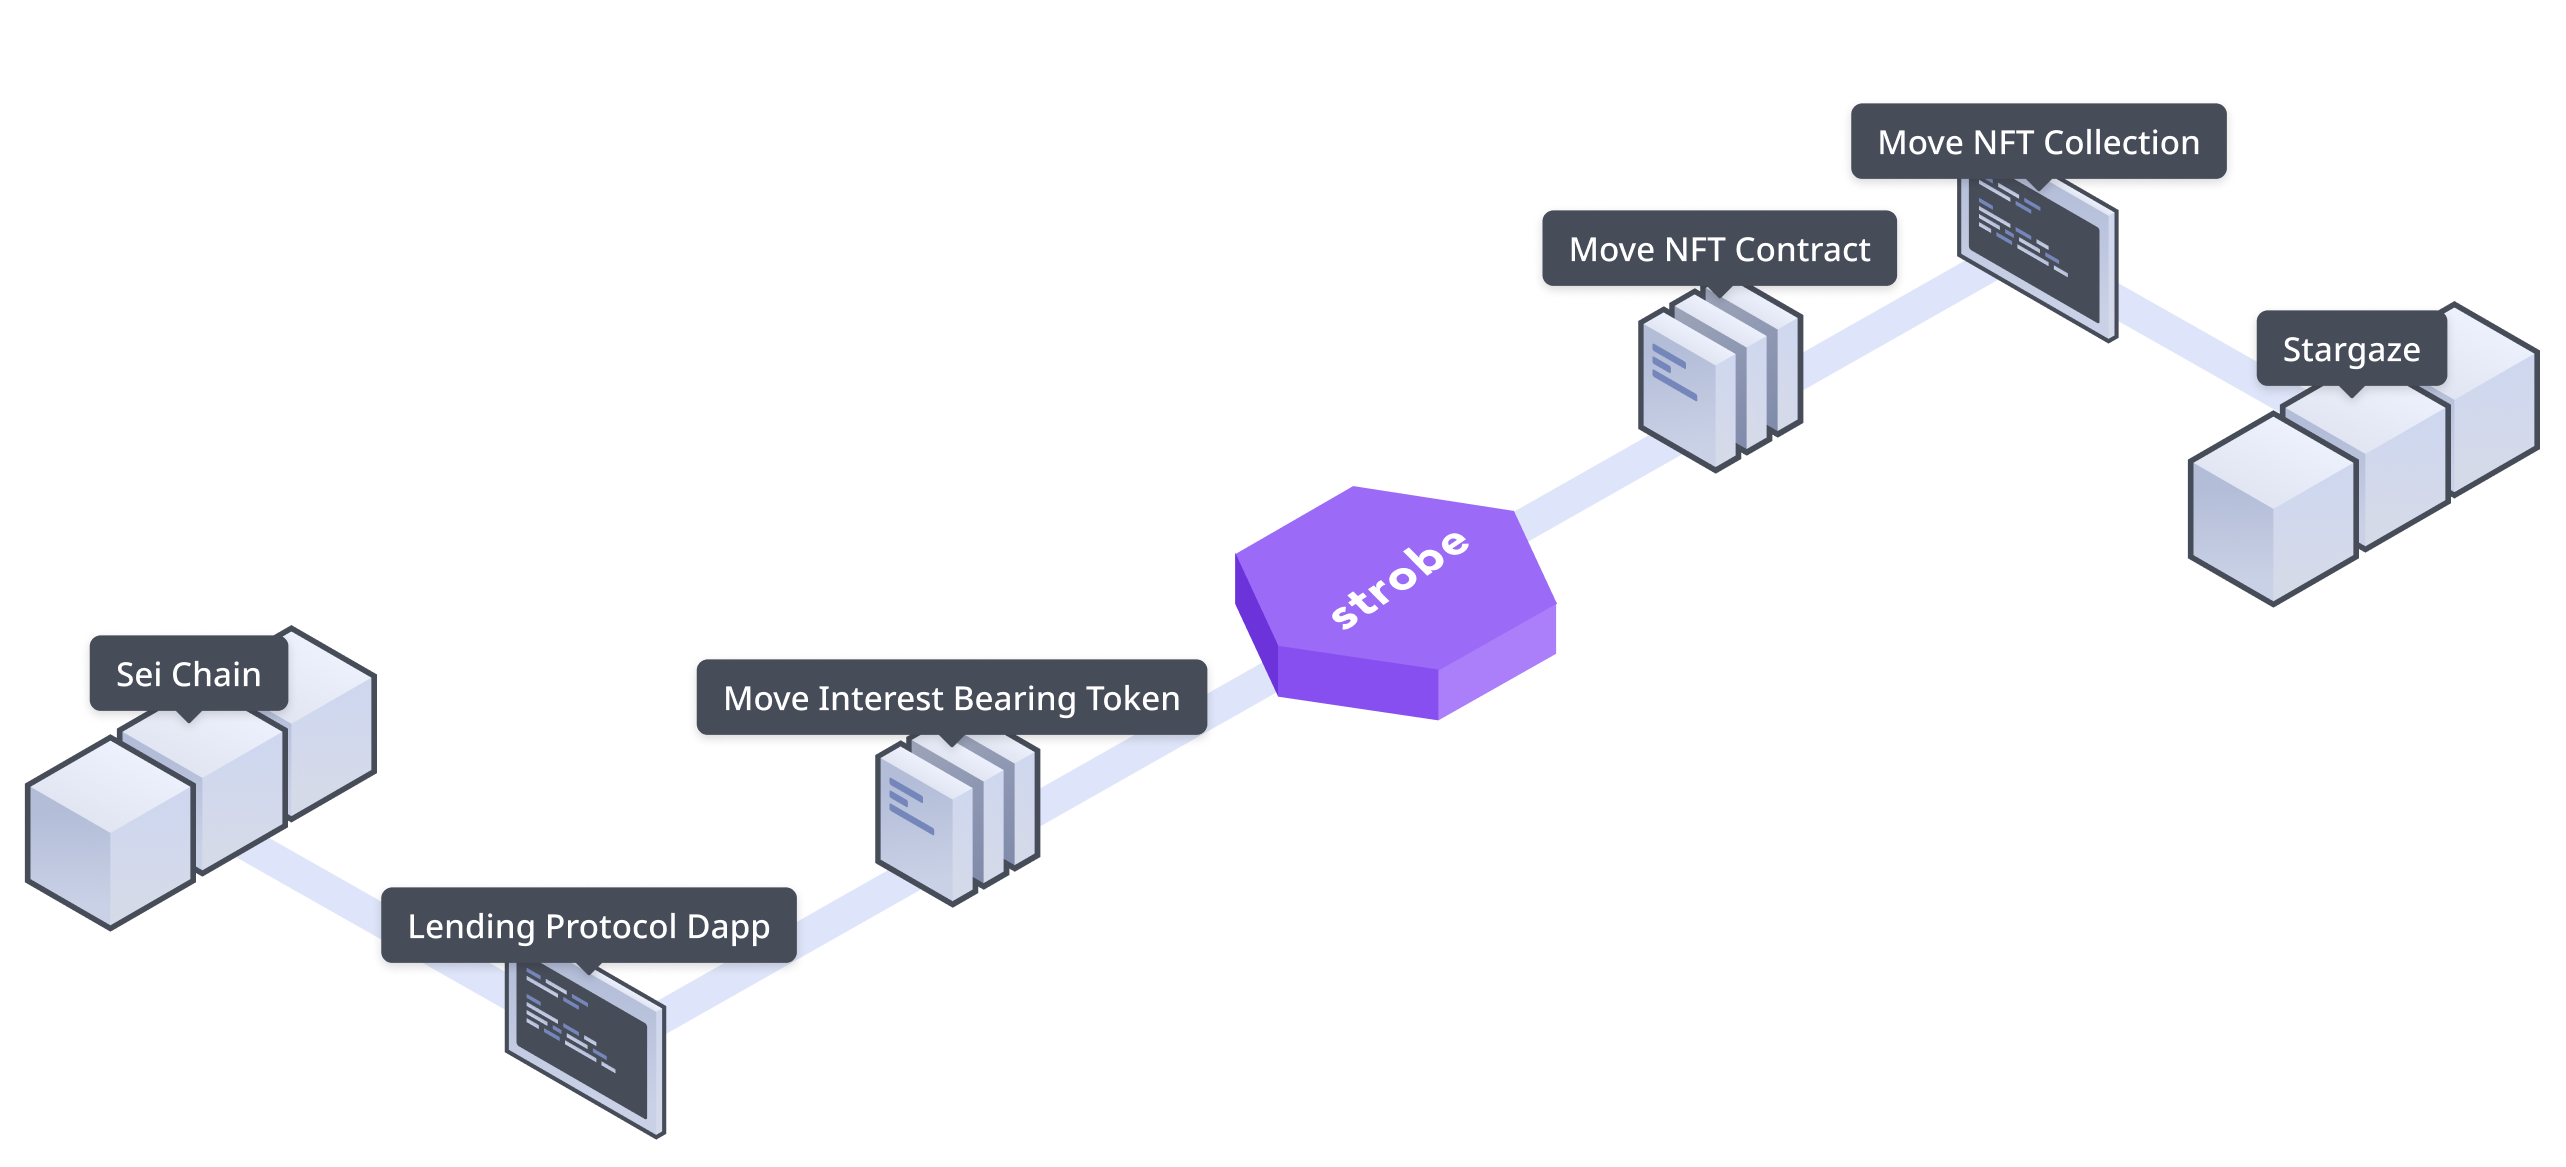 Move NFT Collection
Move NFT Contract
Stargaze
strobe
Sei Chain
Move Interest Bearing Token
Lending Protocol Dapp